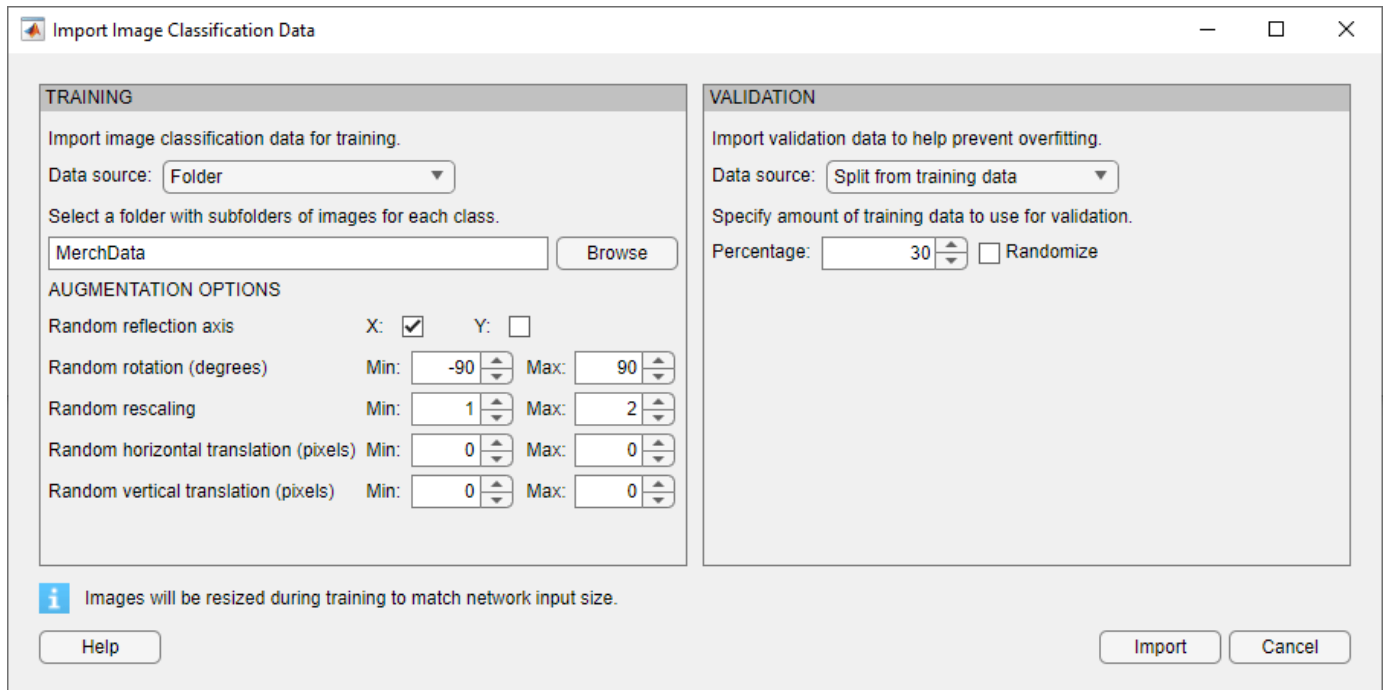 Import Image Classification Data
TRAINING
Import image classification data for training.
Data source: Folder
Select a folder with subfolders of images for each class.
MerchData Browse
AUGMENTATION OPTIONS
Random reflection axis X: Y:
Random rotation (degrees) Min: -90 Max: 90
Random rescaling Min: 1 Max: 2
Random horizontal translation (pixels) Min: 0 Max: 0
Random vertical translation (pixels) Min: 0 Max: 0
VALIDATION
Import validation data to help prevent overfitting.
Data source: Split from training data
Specify amount of training data to use for validation.
Percentage: 30 Randomize
i Images will be resized during training to match network input size.
Help Import Cancel